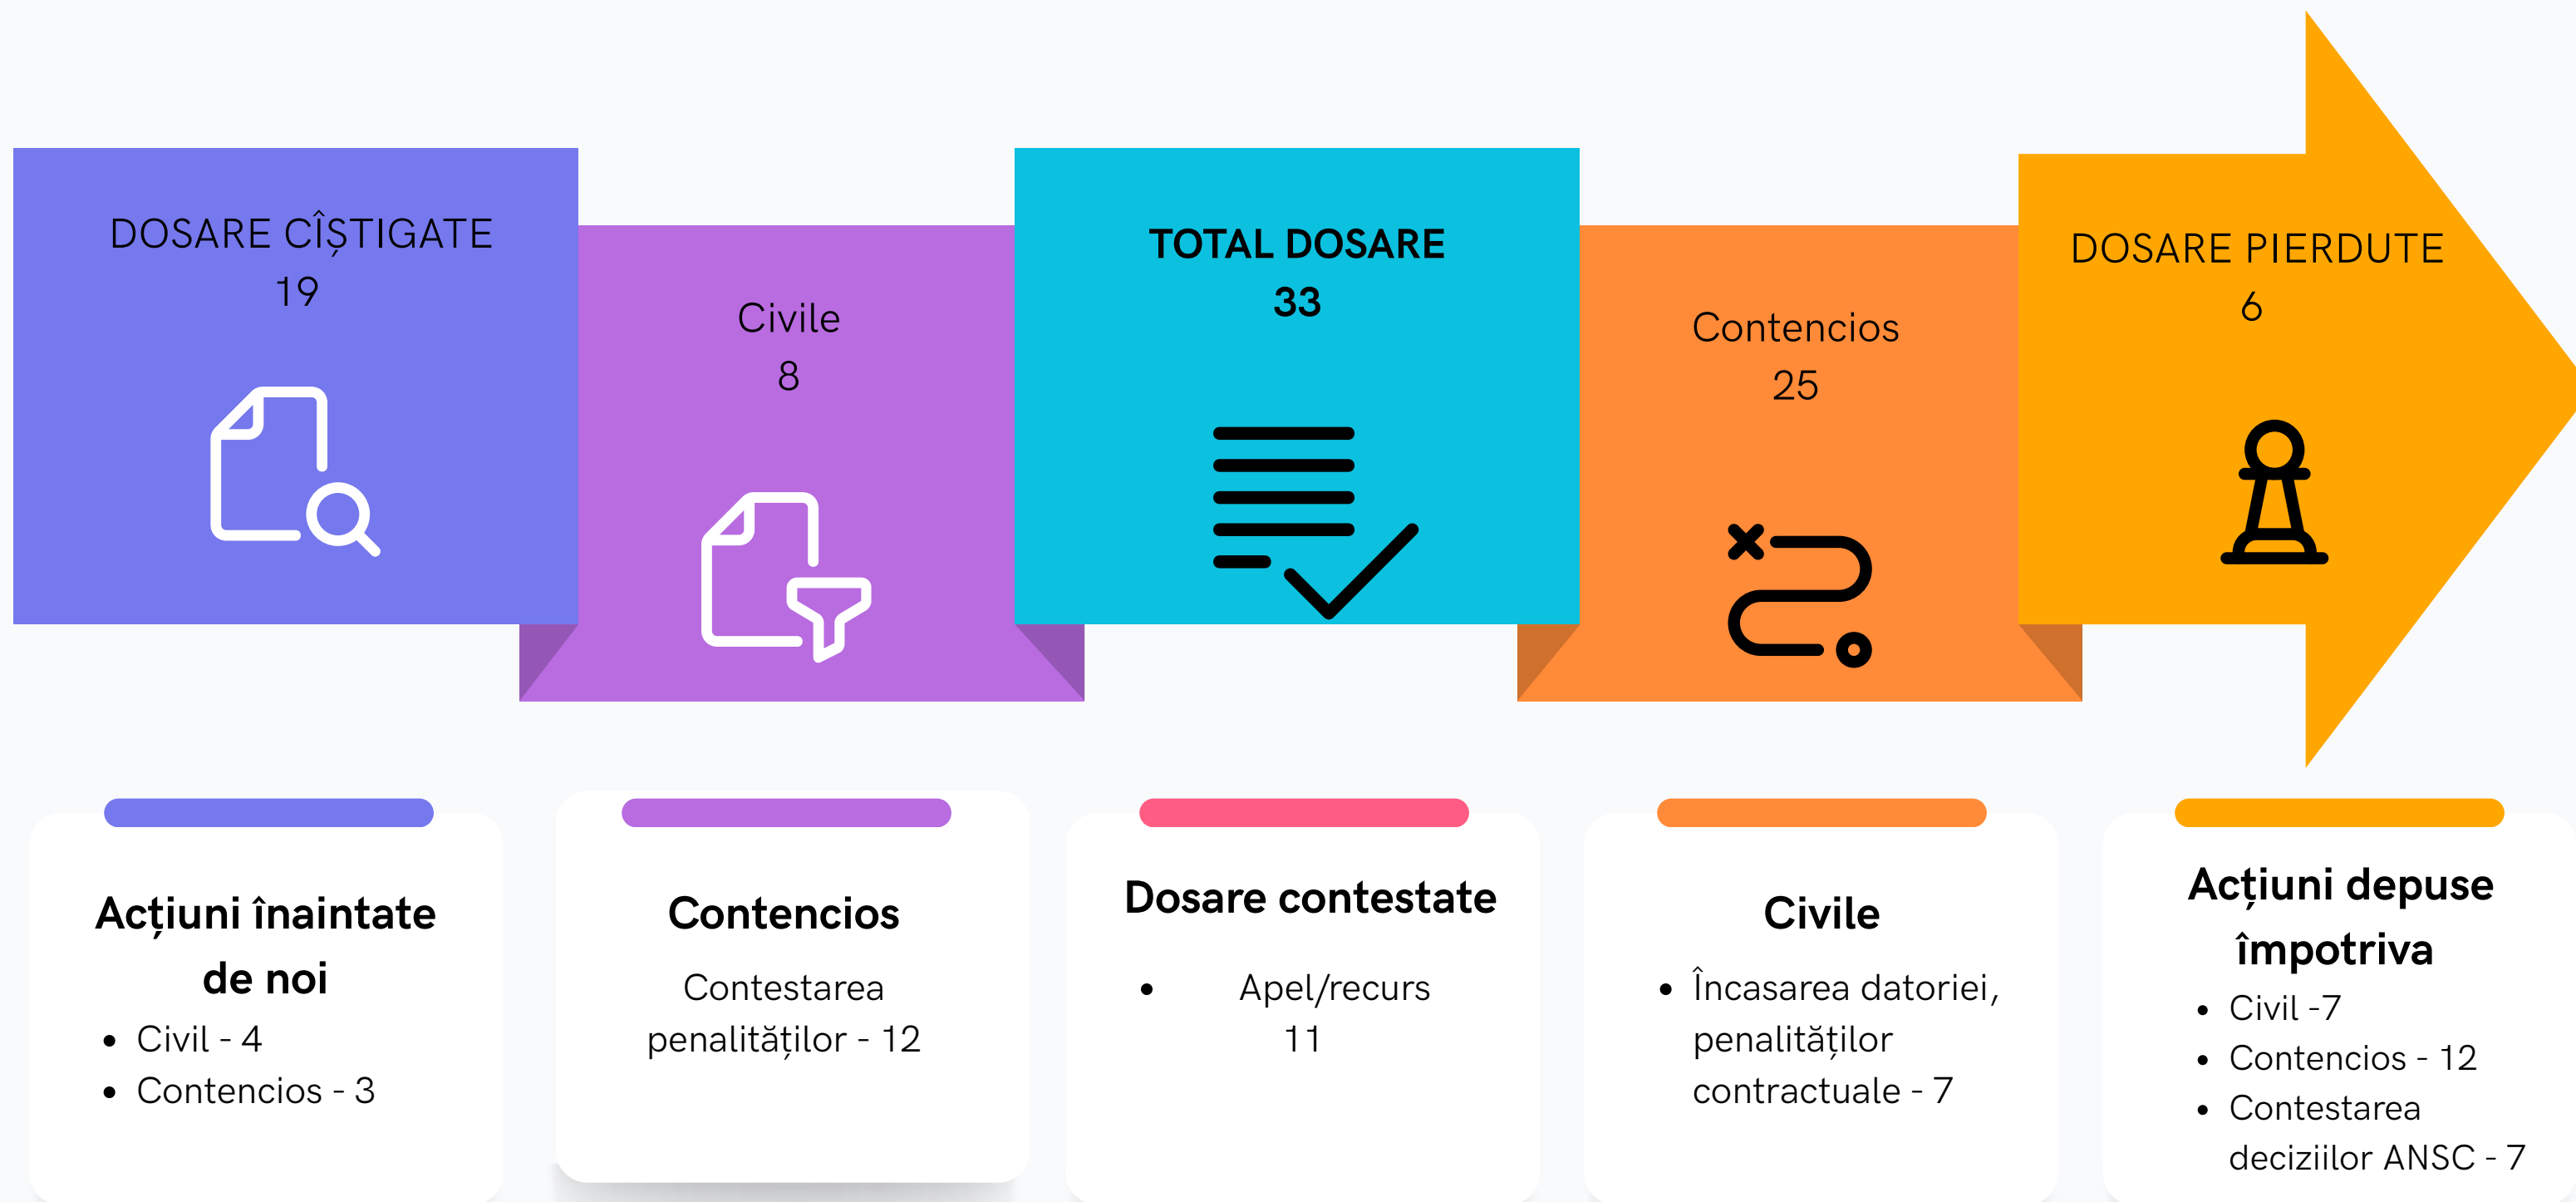 DOSARE CÎȘTIGATE
19
Civile
8
TOTAL DOSARE
33
Contencios
25
DOSARE PIERDUTE
6
Acțiuni înaintate
de noi
• Civil - 4
• Contencios - 3
Contencios
Contestarea
penalităților - 12
Dosare contestate
• Apel/recurs
11
Civile
• Încasarea datoriei,
penalităților
contractuale - 7
Acțiuni depuse
împotriva
• Civil -7
• Contencios - 12
• Contestarea
deciziilor ANSC - 7